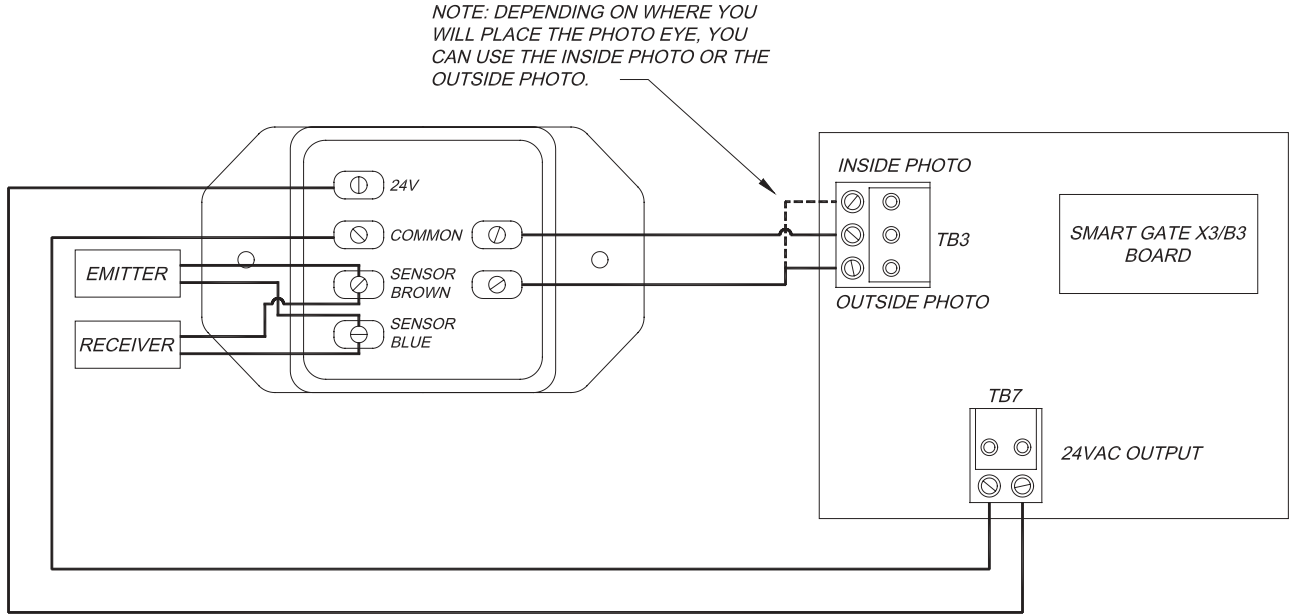 NOTE: DEPENDING ON WHERE YOU
WILL PLACE THE PHOTO EYE, YOU
CAN USE THE INSIDE PHOTO OR THE
OUTSIDE PHOTO.
24V
COMMON
SENSOR
BROWN
SENSOR
BLUE
EMITTER
RECEIVER
INSIDE PHOTO
TB3
OUTSIDE PHOTO
SMART GATE X3/B3
BOARD
TB7
24VAC OUTPUT